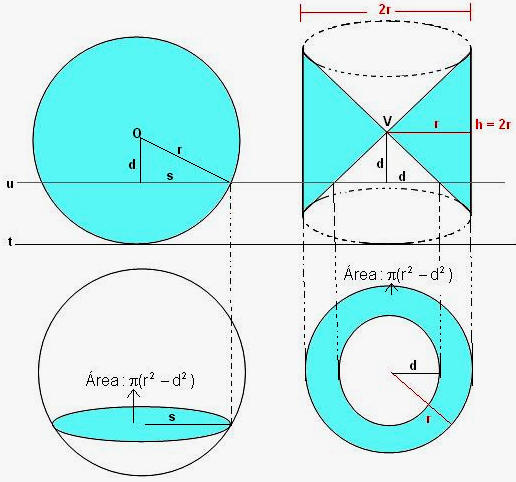 2r
O
r
d
s
u
t
V
r
h = 2r
d
d
Área: π(r² – d²)
s
Área: π(r² – d²)
d
r